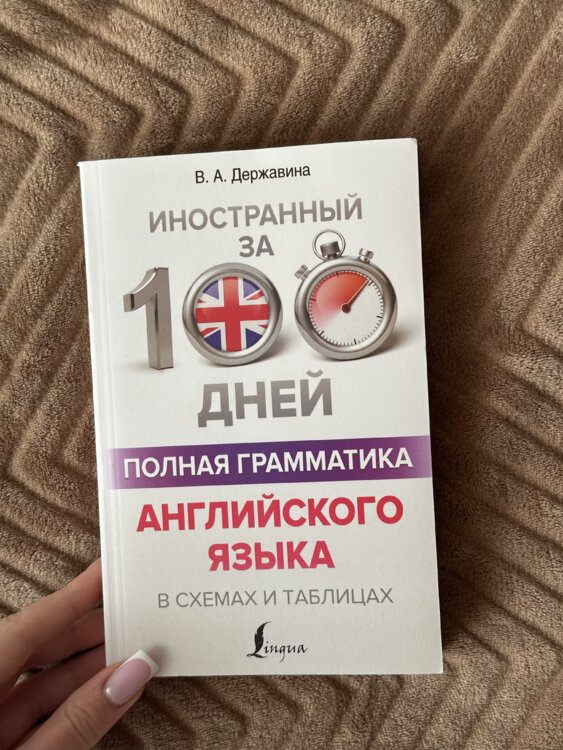 В. А. Державина
ИНОСТРАННЫЙ
ЗА
100
ДНЕЙ
ПОЛНАЯ ГРАММАТИКА
АНГЛИЙСКОГО
ЯЗЫКА
В СХЕМАХ И ТАБЛИЦАХ
Lingua